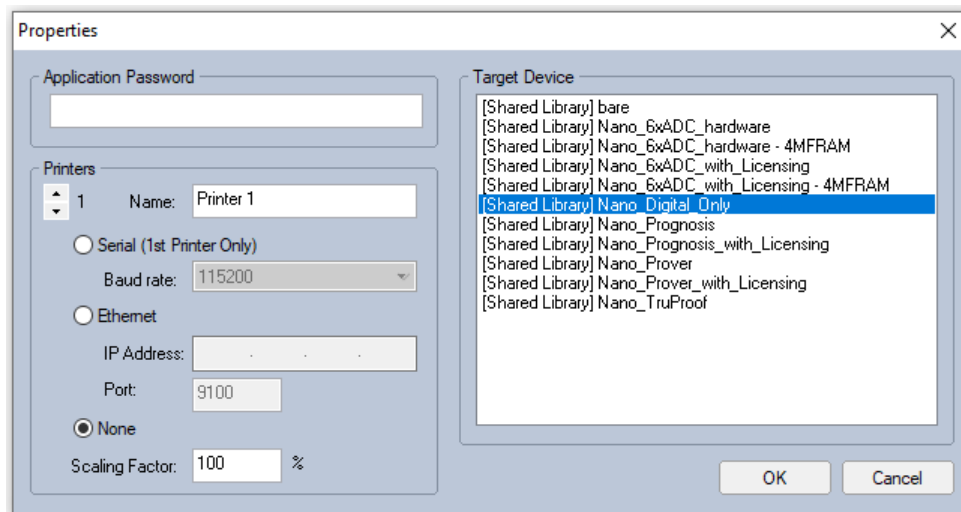 Properties
Application Password
Printers
1 Name: Printer 1
Serial (1st Printer Only)
Baud rate: 115200
Ethernet
IP Address: . . .
Port: 9100
None
Scaling Factor: 100 %
Target Device
[Shared Library] bare
[Shared Library] Nano_6xADC_hardware
[Shared Library] Nano_6xADC_hardware - 4MFRAM
[Shared Library] Nano_6xADC_with_Licensing
[Shared Library] Nano_6xADC_with_Licensing - 4MFRAM
[Shared Library] Nano_Digital_Only
[Shared Library] Nano_Prognosis
[Shared Library] Nano_Prognosis_with_Licensing
[Shared Library] Nano_Prover
[Shared Library] Nano_Prover_with_Licensing
[Shared Library] Nano_TruProof
OK Cancel